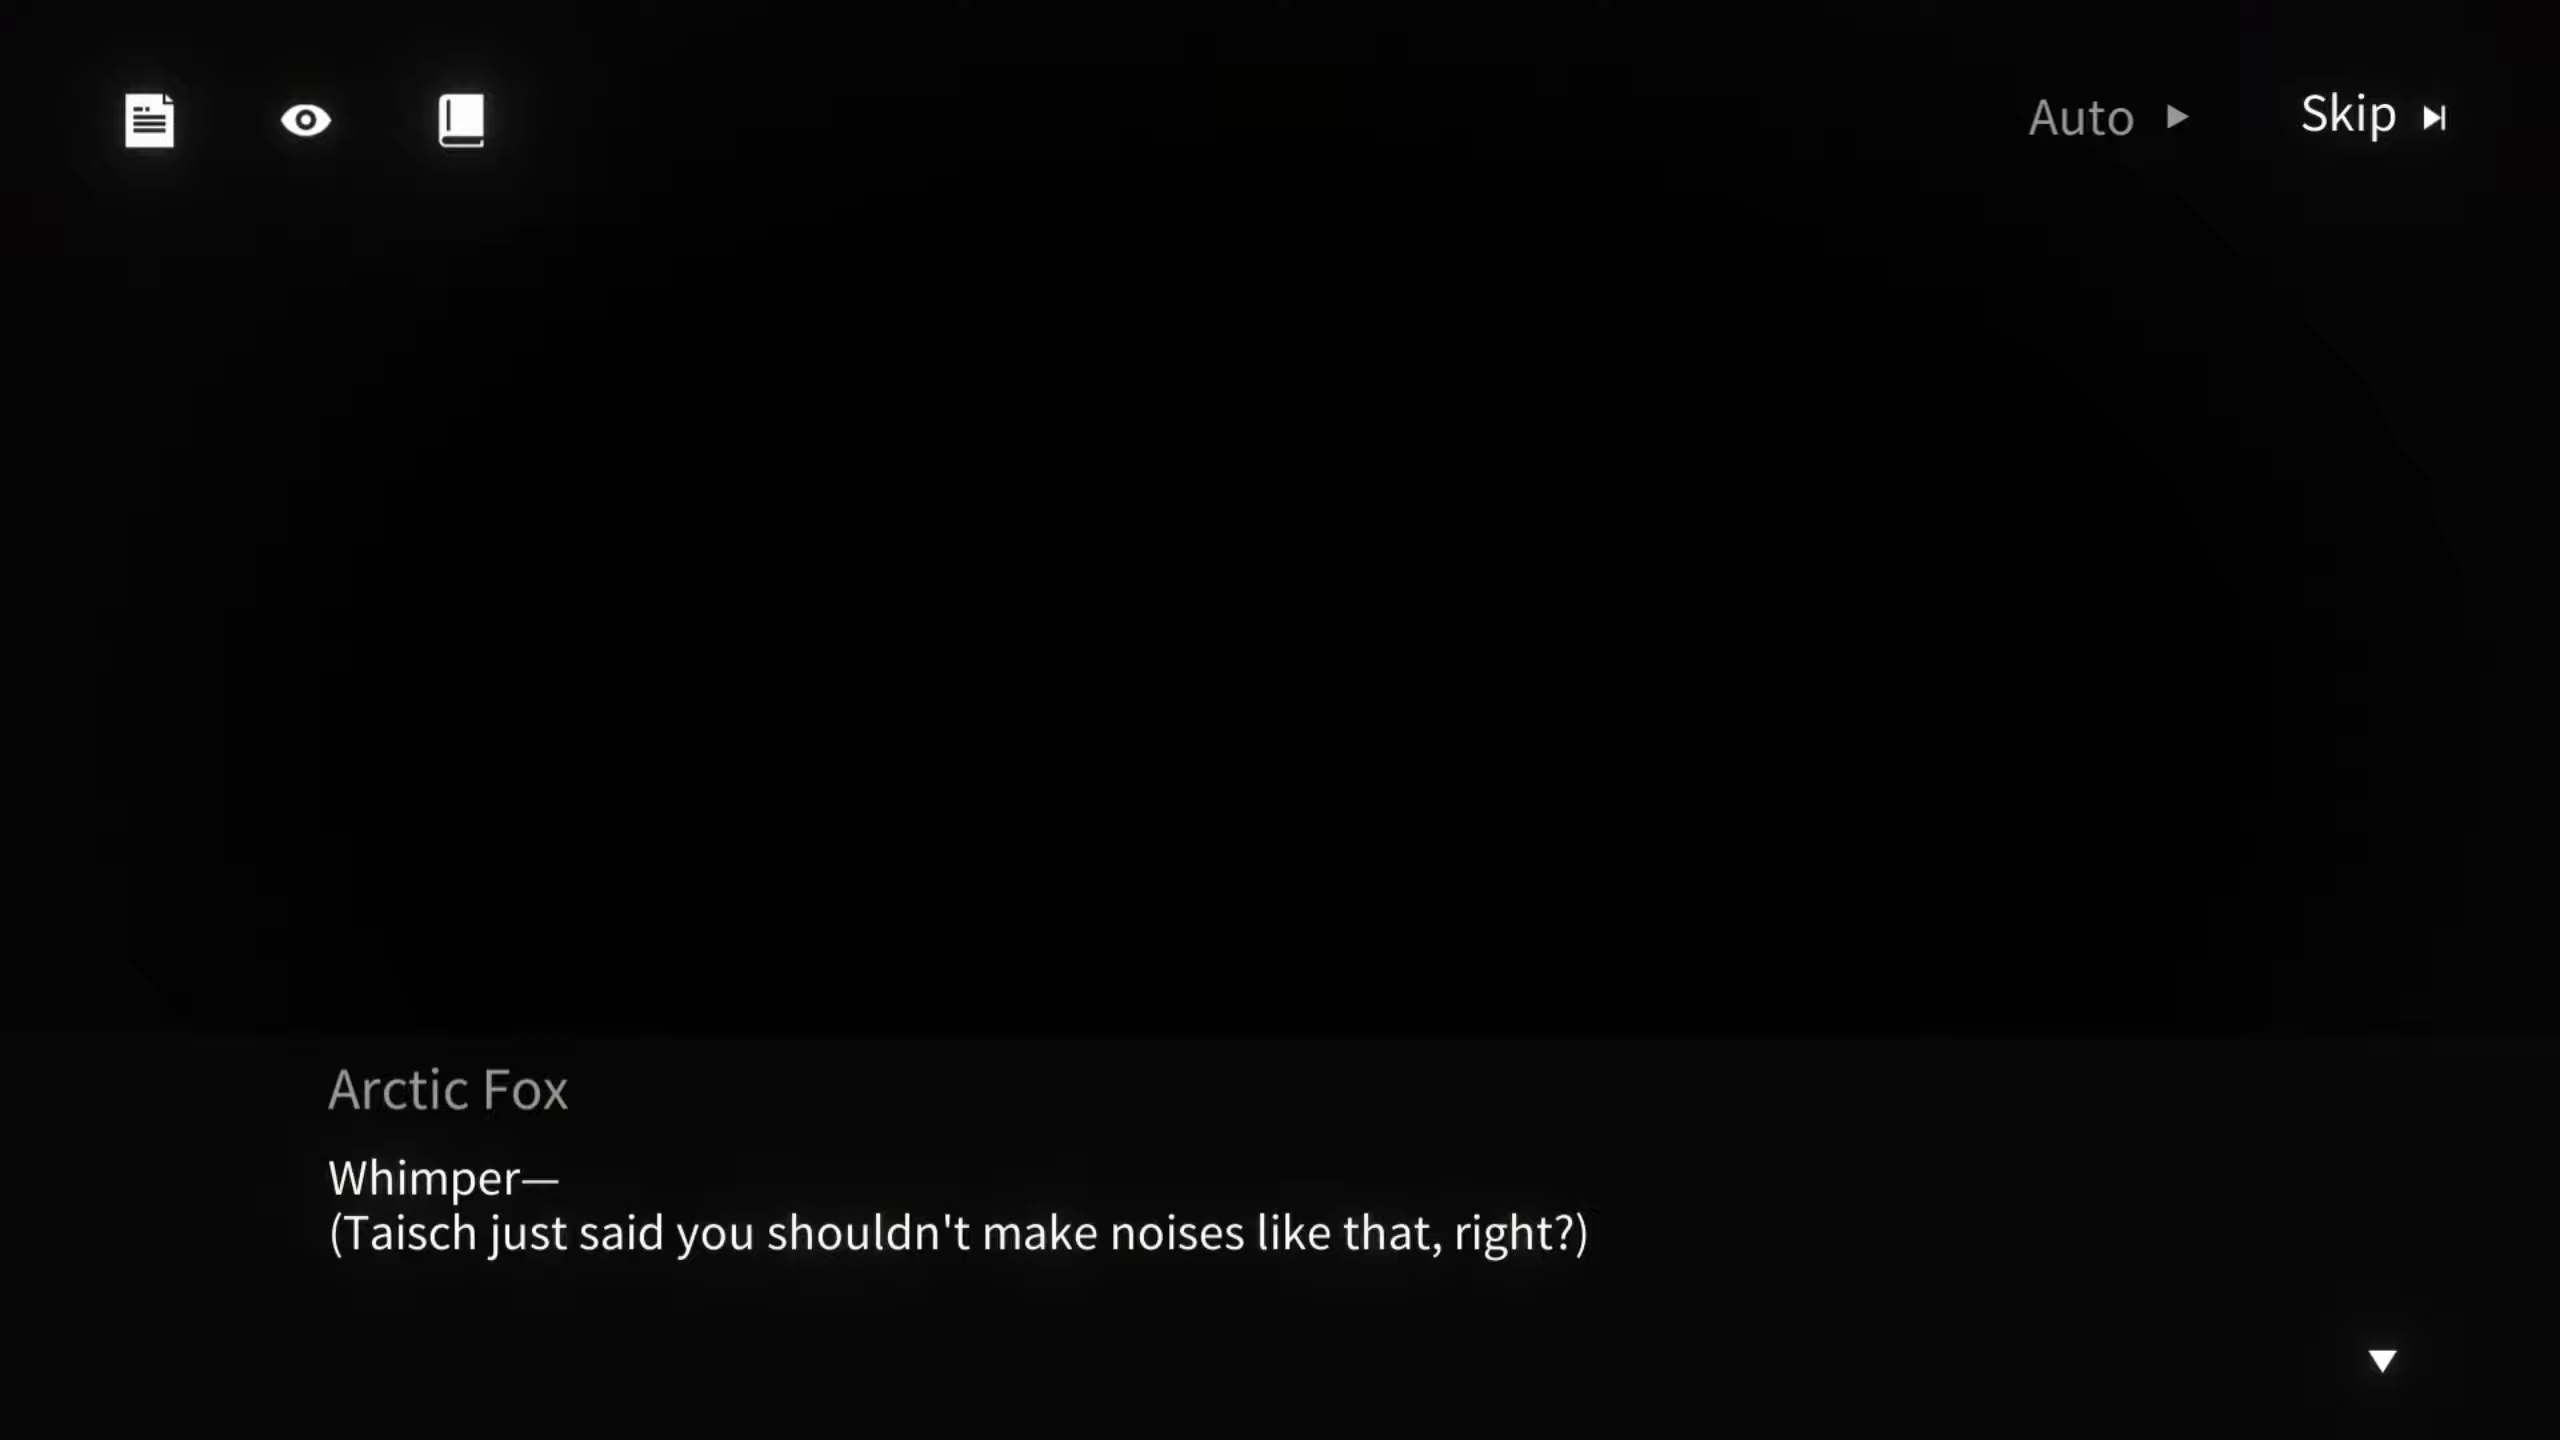 Auto
Skip
Arctic Fox
Whimper—
(Taisch just said you shouldn't make noises like that, right?)